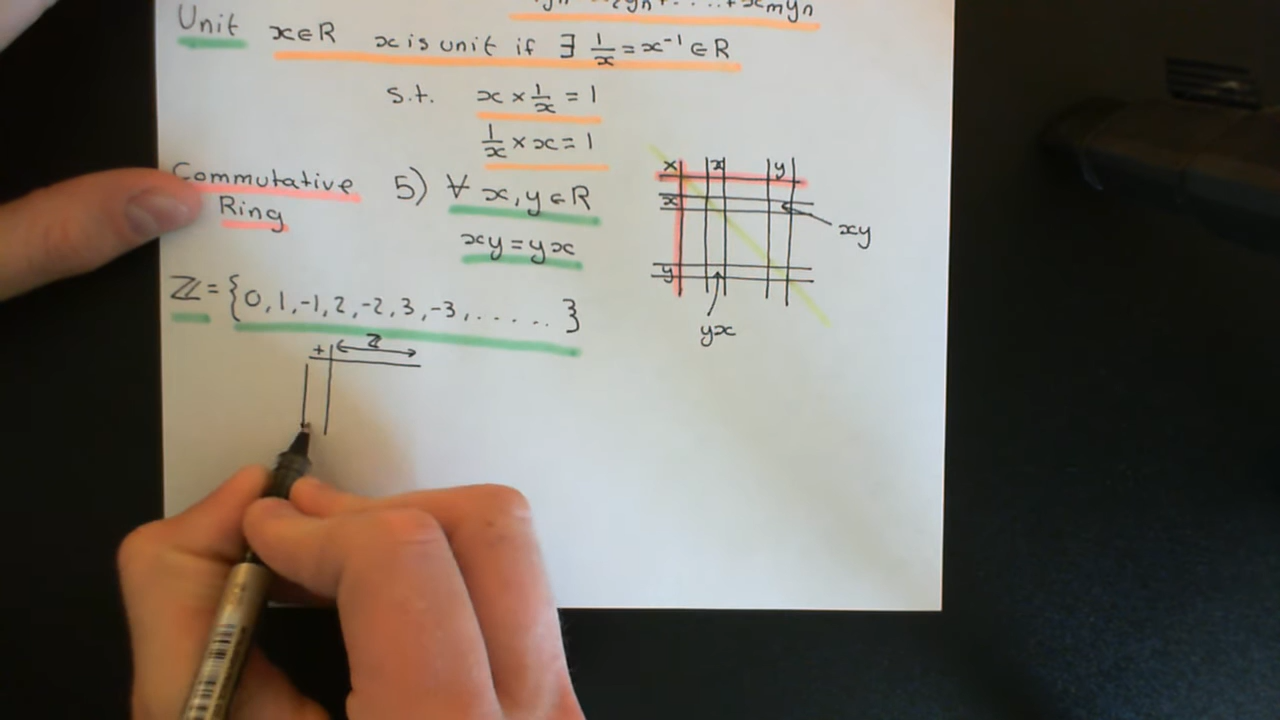 Unit x∈R x is unit if ∃ 1/x = x⁻¹ ∈ R
s.t. x × 1/x = 1
1/x × x = 1
Commutative Ring 5) ∀ x, y ∈ R
xy = yx
× x y
x
y
xy
yx
ℤ = {0, 1, -1, 2, -2, 3, -3, ..... }
+ ℤ